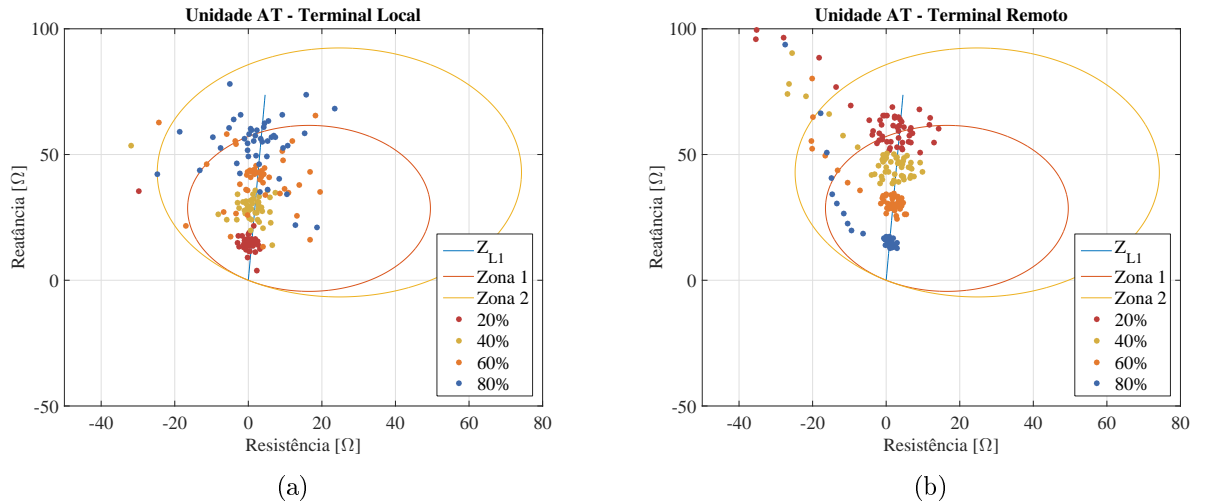 Unidade AT - Terminal Local
100
50
0
-50
-40
-20
0
20
40
60
80
Reatância [Ω]
Resistência [Ω]
Z_L1
Zona 1
Zona 2
20%
40%
60%
80%
(a)
Unidade AT - Terminal Remoto
100
50
0
-50
-40
-20
0
20
40
60
80
Reatância [Ω]
Resistência [Ω]
Z_L1
Zona 1
Zona 2
20%
40%
60%
80%
(b)